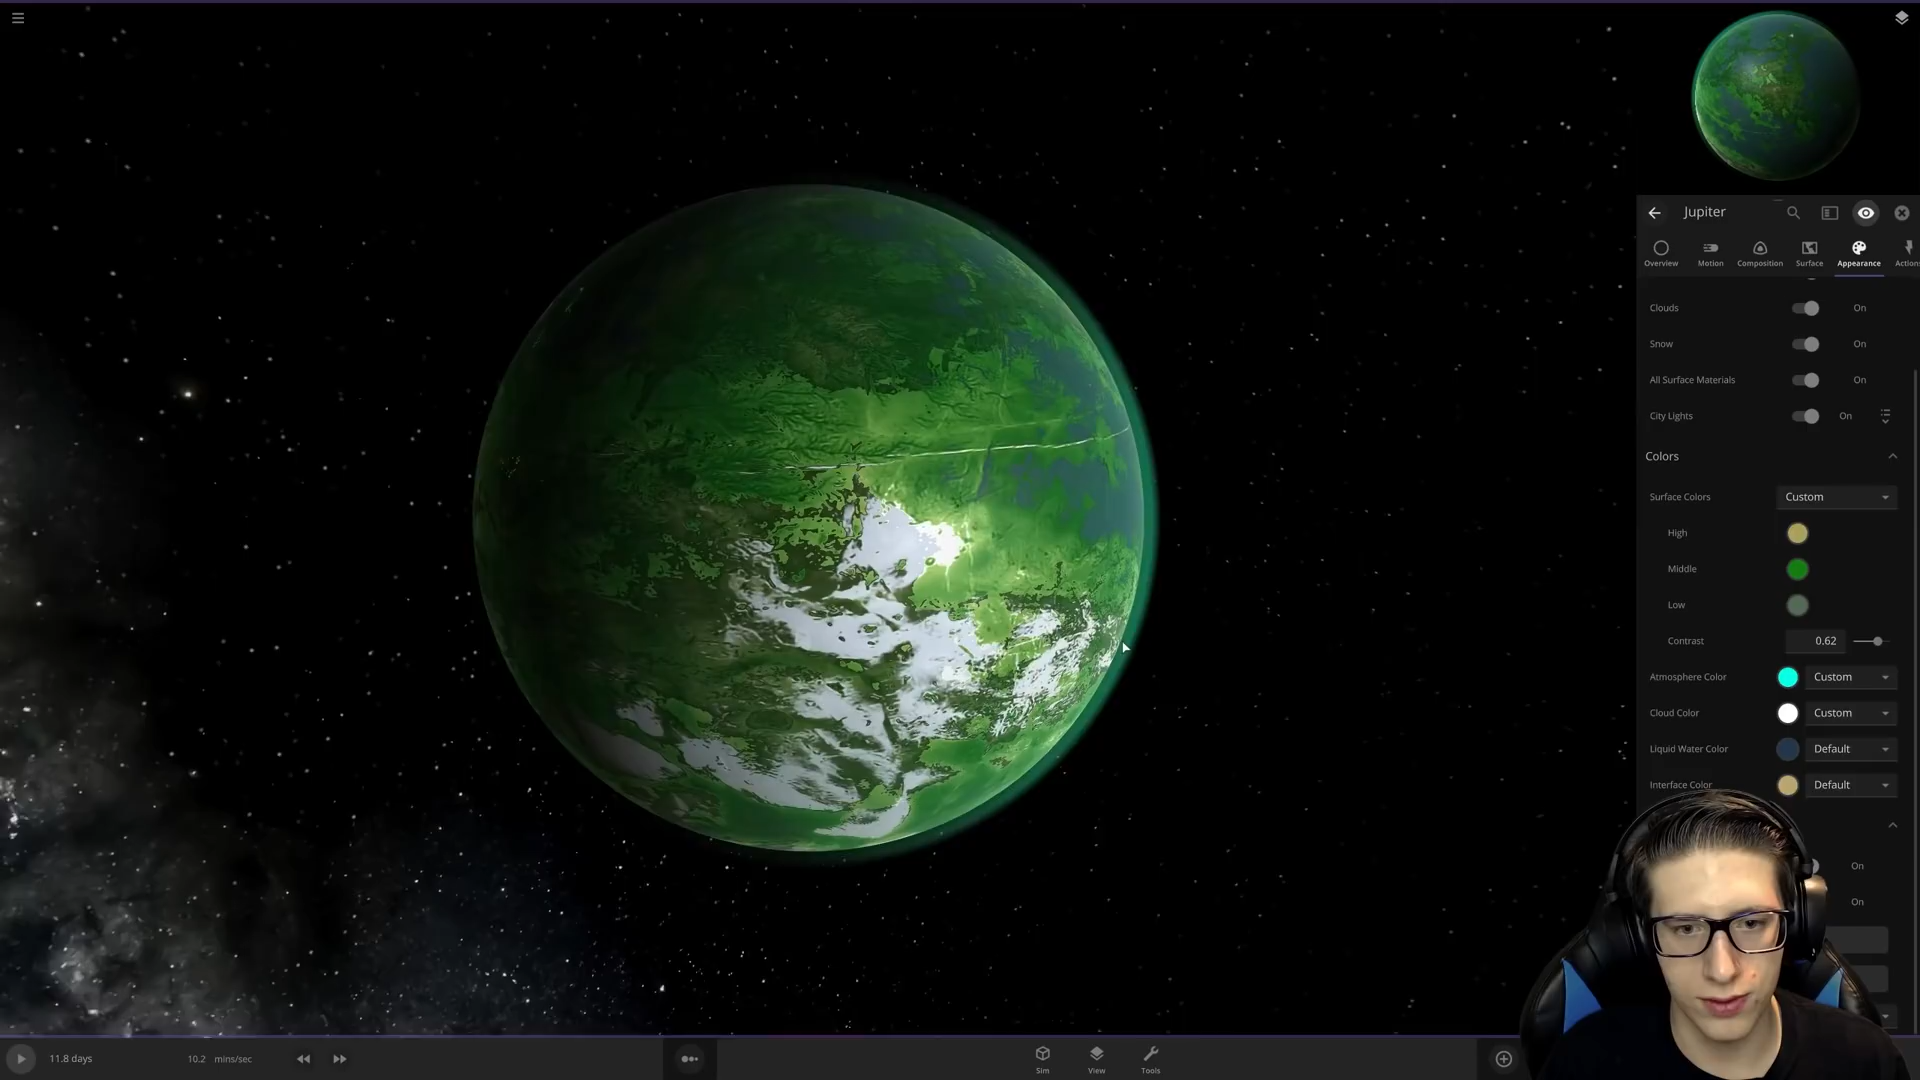 Jupiter
Overview Motion Composition Surface Appearance Actions
Clouds On
Snow On
All Surface Materials On
City Lights On
Colors
Surface Colors Custom
High
Middle
Low
Contrast 0.62
Atmosphere Color Custom
Cloud Color Custom
Liquid Water Color Default
Interface Color Default
On
On
11.8 days 10.2 mins/sec
Sim View Tools